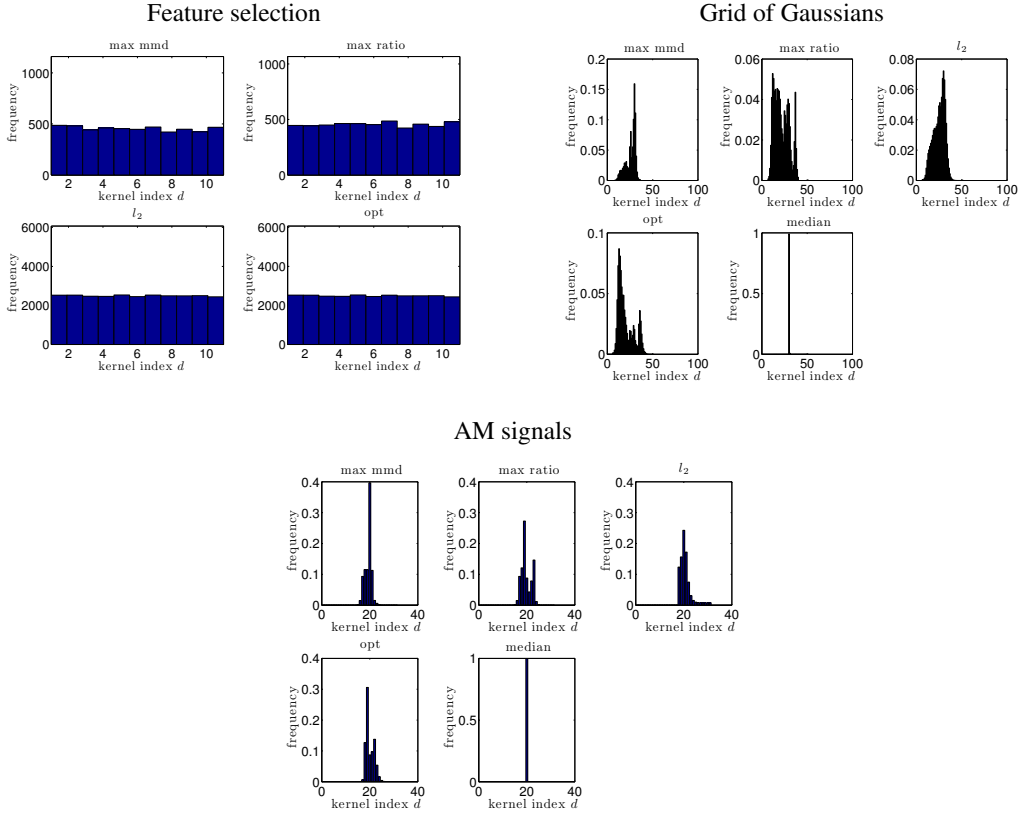 Feature selection
max mmd
frequency
1000
500
0
2 4 6 8 10
kernel index d
max ratio
frequency
1000
500
0
2 4 6 8 10
kernel index d
l2
frequency
6000
4000
2000
0
2 4 6 8 10
kernel index d
opt
frequency
6000
4000
2000
0
2 4 6 8 10
kernel index d
Grid of Gaussians
max mmd
frequency
0.2
0.15
0.1
0.05
0
0 50 100
kernel index d
max ratio
frequency
0.06
0.04
0.02
0
0 50 100
kernel index d
l2
frequency
0.08
0.06
0.04
0.02
0
0 50 100
kernel index d
opt
frequency
0.1
0.05
0
0 50 100
kernel index d
median
frequency
1
0.5
0
0 50 100
kernel index d
AM signals
max mmd
frequency
0.4
0.3
0.2
0.1
0
0 20 40
kernel index d
max ratio
frequency
0.4
0.3
0.2
0.1
0
0 20 40
kernel index d
l2
frequency
0.4
0.3
0.2
0.1
0
0 20 40
kernel index d
opt
frequency
0.4
0.3
0.2
0.1
0
0 20 40
kernel index d
median
frequency
1
0.5
0
0 20 40
kernel index d